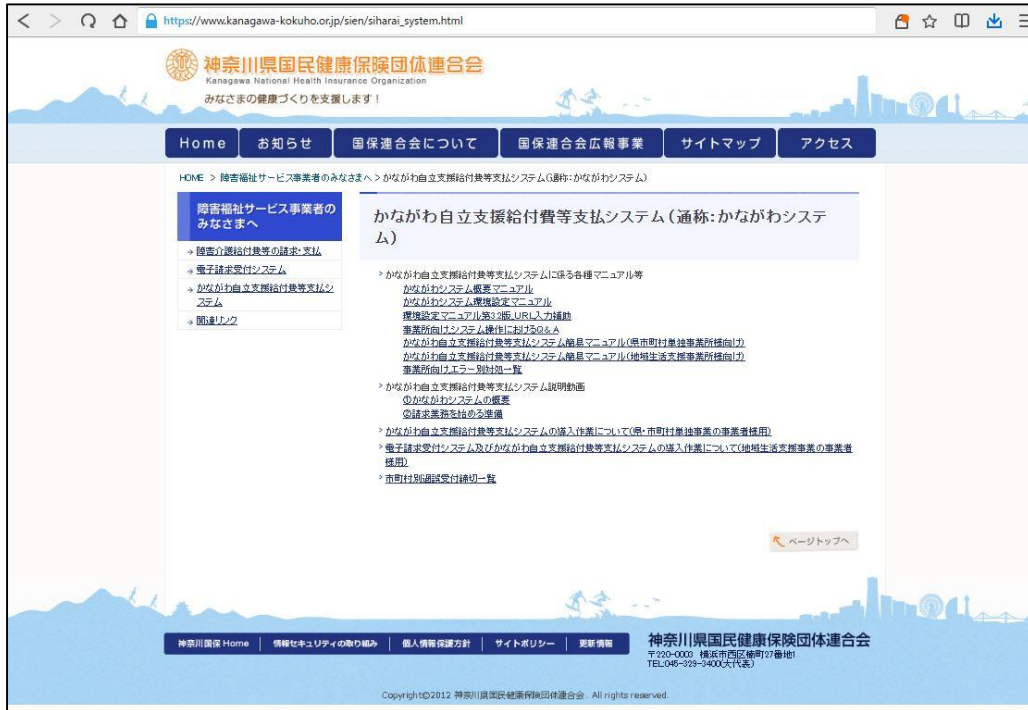 https://www.kanagawa-kokuho.or.jp/sien/siharai_system.html
神奈川県国民健康保険団体連合会
Kanagawa National Health Insurance Organization
みなさまの健康づくりを支援します！
Home お知らせ 国保連合会について 国保連合会広報事業 サイトマップ アクセス
HOME > 障害福祉サービス事業者のみなさまへ > かながわ自立支援給付費等支払システム(通称:かながわシステム)
障害福祉サービス事業者の
みなさまへ
障害介護給付費等の請求・支払
電子請求受付システム
かながわ自立支援給付費等支払シ
ステム
関連リンク
かながわ自立支援給付費等支払システム(通称:かながわシステ
ム)
かながわ自立支援給付費等支払システムに係る各種マニュアル等
かながわシステム概要マニュアル
かながわシステム環境設定マニュアル
環境設定マニュアル第3.2版_URL入力補助
事業所向けシステム操作におけるQ&A
かながわ自立支援給付費等支払システム簡易マニュアル(県市町村単独事業所様向け)
かながわ自立支援給付費等支払システム簡易マニュアル(地域生活支援事業所様向け)
事業所向けエラー別対処一覧
かながわ自立支援給付費等支払システム説明動画
①かながわシステムの概要
②請求業務を始める準備
かながわ自立支援給付費等支払システムの導入作業について(県・市町村単独事業の事業者様用)
電子請求受付システム及びかながわ自立支援給付費等支払システムの導入作業について(地域生活支援事業の事業者
様用)
市町村別過誤受付締切一覧
ページトップへ
神奈川国保 Home | 情報セキュリティの取り組み | 個人情報保護方針 | サイトポリシー | 更新情報
神奈川県国民健康保険団体連合会
〒220-0003 横浜市西区楠町27番地1
TEL:045-329-3400(大代表)
Copyright©2012 神奈川県国民健康保険団体連合会. All rights reserved.